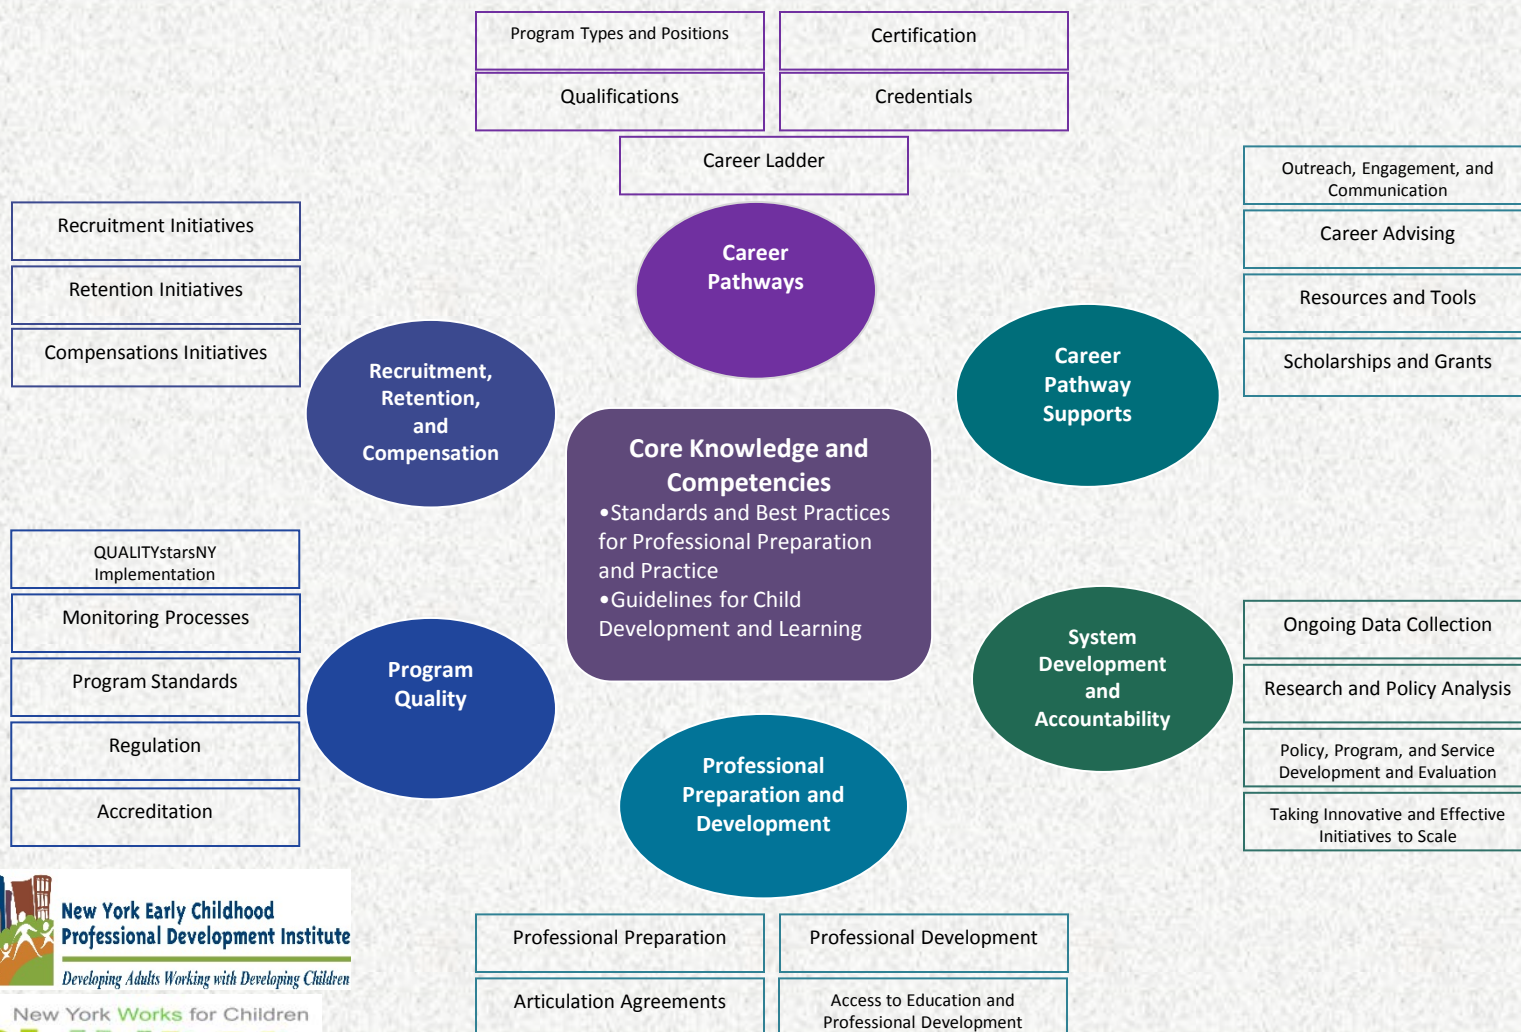 Program Types and Positions
Certification
Qualifications
Credentials
Career Ladder
Career
Pathways
Recruitment Initiatives
Retention Initiatives
Compensations Initiatives
Recruitment,
Retention,
and
Compensation
Outreach, Engagement, and
Communication
Career Advising
Resources and Tools
Scholarships and Grants
Career
Pathway
Supports
Core Knowledge and
Competencies
•Standards and Best Practices
for Professional Preparation
and Practice
•Guidelines for Child
Development and Learning
QUALITYstarsNY
Implementation
Monitoring Processes
Program Standards
Regulation
Accreditation
Program
Quality
System
Development
and
Accountability
Ongoing Data Collection
Research and Policy Analysis
Policy, Program, and Service
Development and Evaluation
Taking Innovative and Effective
Initiatives to Scale
Professional
Preparation and
Development
Professional Preparation
Professional Development
Articulation Agreements
Access to Education and
Professional Development
New York Early Childhood
Professional Development Institute
Developing Adults Working with Developing Children
New York Works for Children